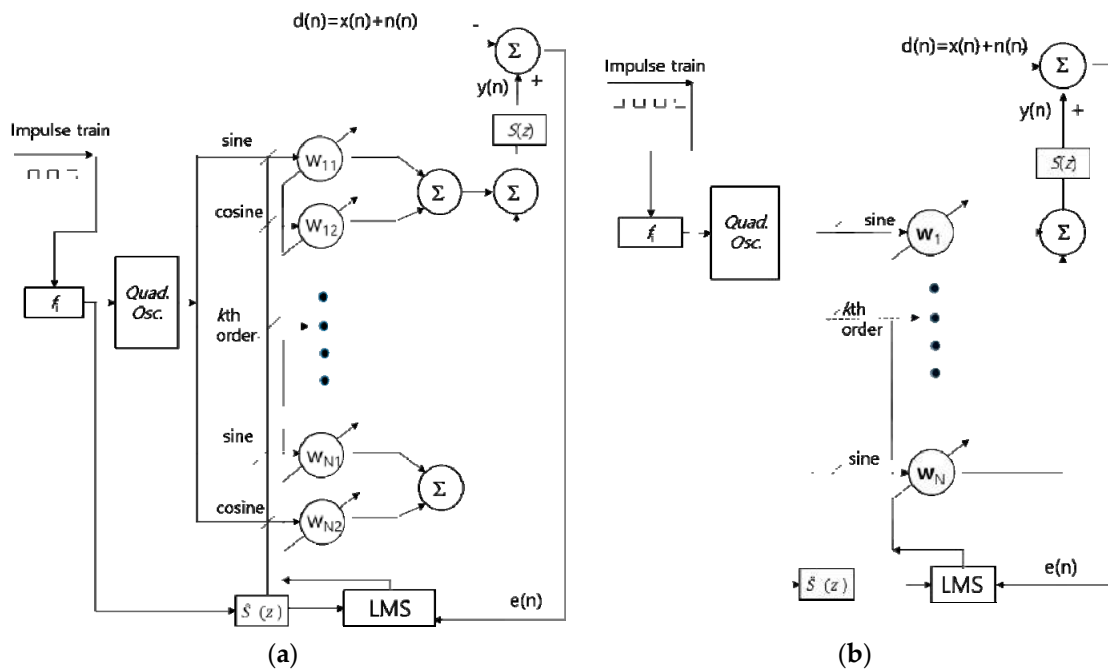 d(n)=x(n)+n(n)
-
Σ
y(n)
+
S(z)
Impulse train
sine
W11
Σ
Σ
cosine
W12
fi
Quad.
Osc.
kth
order
sine
WN1
Σ
cosine
WN2
Ŝ (z)
LMS
e(n)
(a)
d(n)=x(n)+n(n)
Σ
Impulse train
y(n)
+
S(z)
fi
Quad.
Osc.
sine
w1
Σ
kth
order
sine
wN
Ŝ (z)
LMS
e(n)
(b)